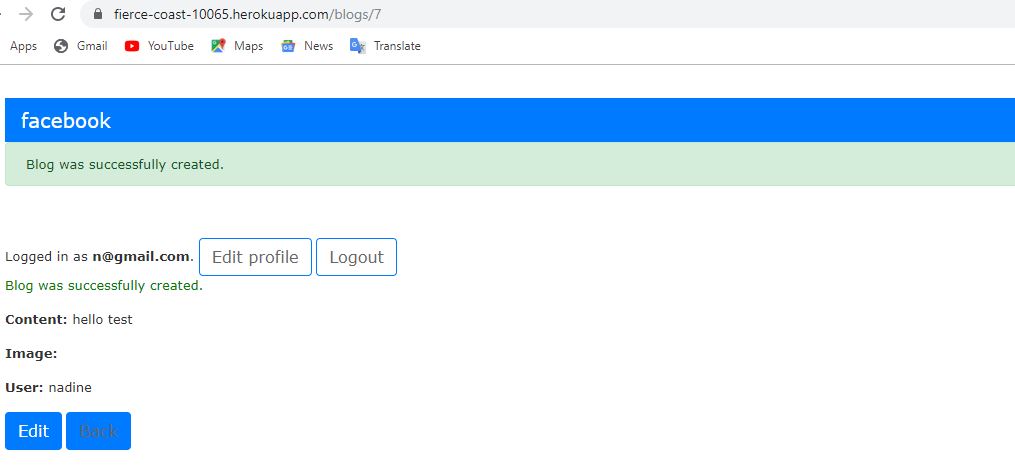 fierce-coast-10065.herokuapp.com/blogs/7
Apps Gmail YouTube Maps News Translate
facebook
Blog was successfully created.
Logged in as n@gmail.com. Edit profile Logout
Blog was successfully created.
Content: hello test
Image:
User: nadine
Edit Back